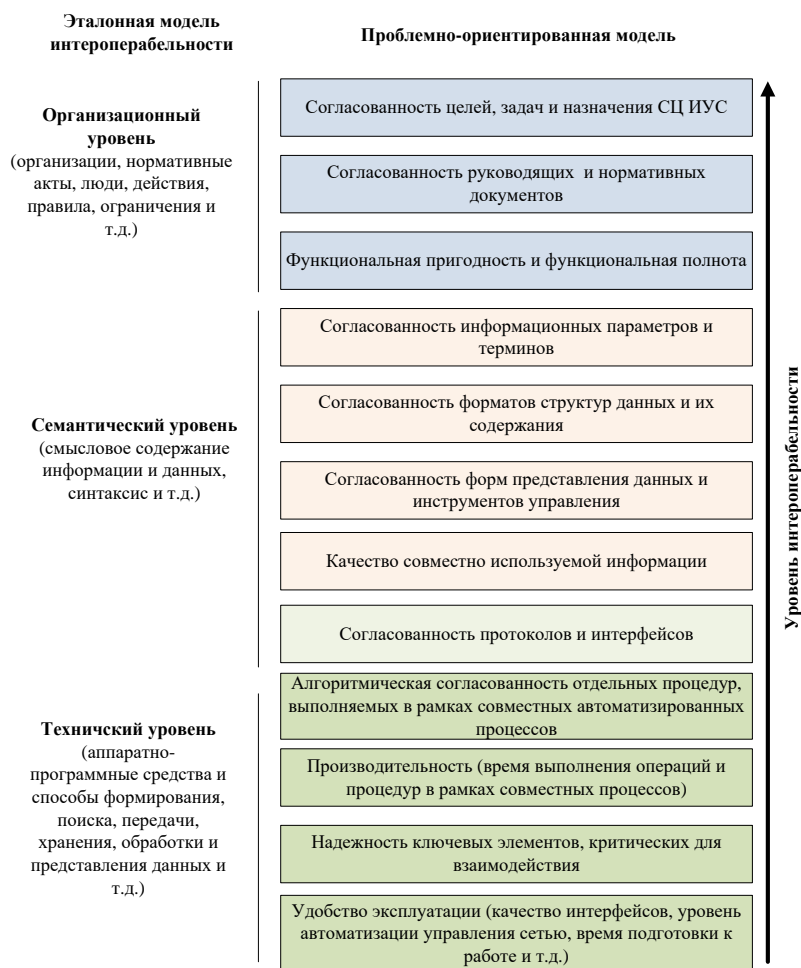 Эталонная модель
интероперабельности
Проблемно-ориентированная модель
Организационный
уровень
(организации, нормативные
акты, люди, действия,
правила, ограничения и
т.д.)
Согласованность целей, задач и назначения СЦ ИУС
Согласованность руководящих и нормативных
документов
Функциональная пригодность и функциональная полнота
Семантический уровень
(смысловое содержание
информации и данных,
синтаксис и т.д.)
Согласованность информационных параметров и
терминов
Согласованность форматов структур данных и их
содержания
Согласованность форм представления данных и
инструментов управления
Качество совместно используемой информации
Согласованность протоколов и интерфейсов
Техничский уровень
(аппаратно-
программные средства и
способы формирования,
поиска, передачи,
хранения, обработки и
представления данных и
т.д.)
Алгоритмическая согласованность отдельных процедур,
выполняемых в рамках совместных автоматизированных
процессов
Производительность (время выполнения операций и
процедур в рамках совместных процессов)
Надежность ключевых элементов, критических для
взаимодействия
Удобство эксплуатации (качество интерфейсов, уровень
автоматизации управления сетью, время подготовки к
работе и т.д.)
Уровень интероперабельности